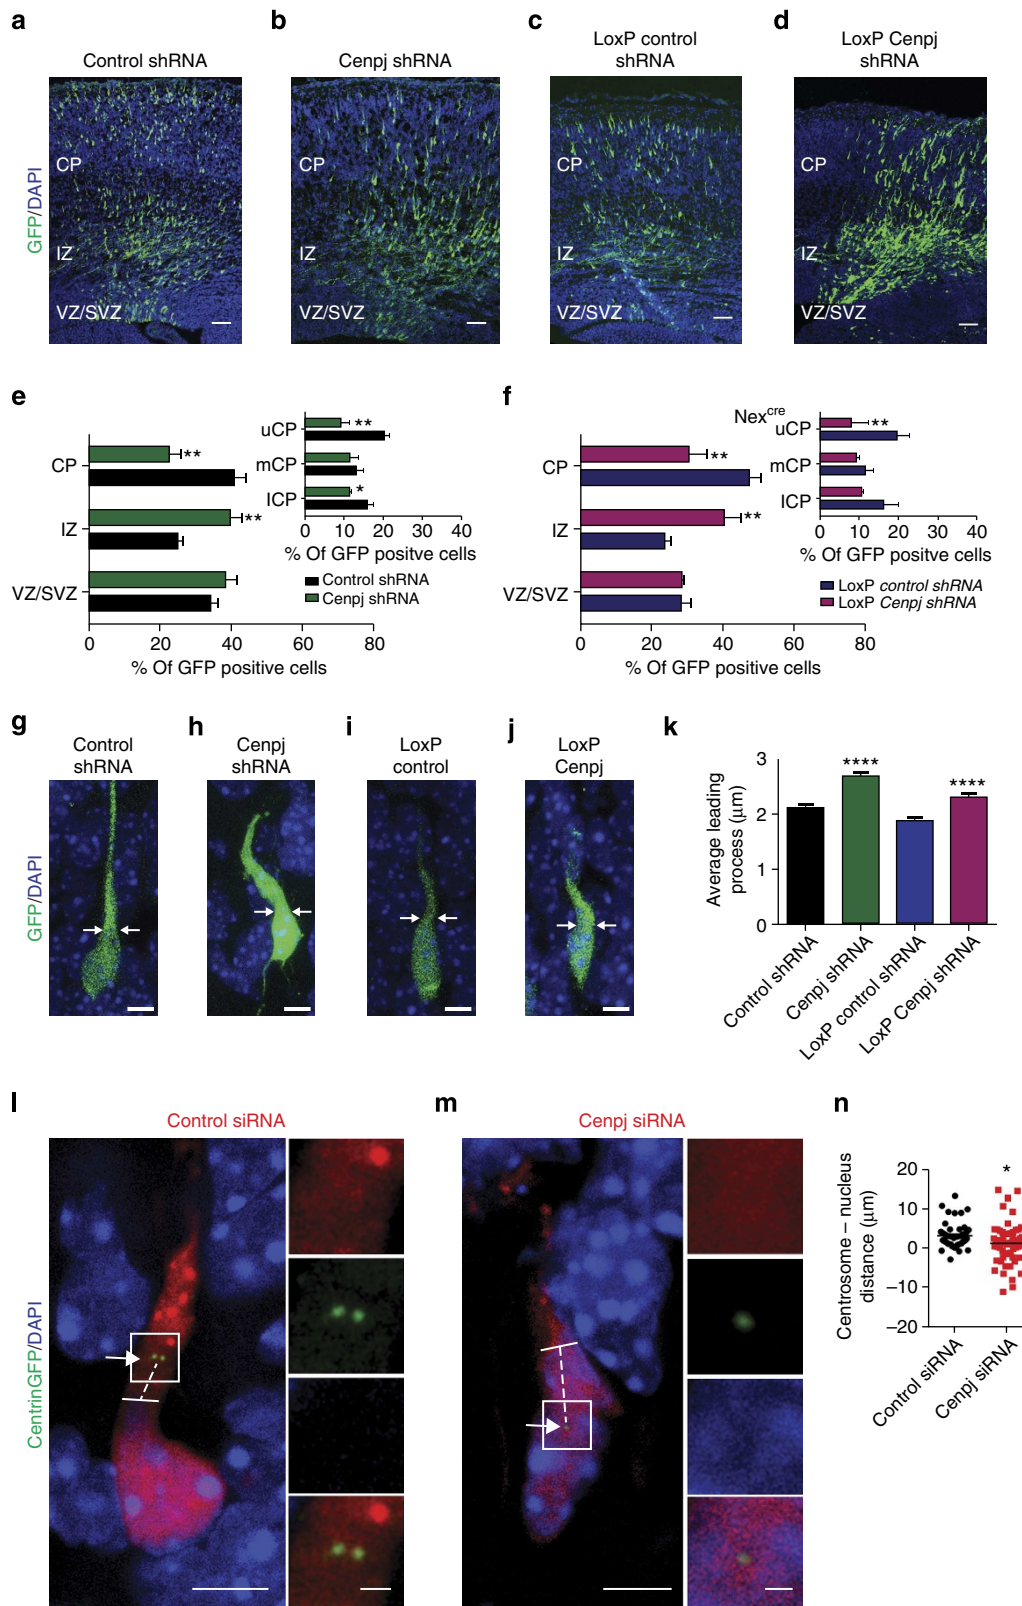 a
b
c
d
Control shRNA
Cenpj shRNA
LoxP control
shRNA
LoxP Cenpj
shRNA
GFP/DAPI
CP
IZ
VZ/SVZ
CP
IZ
VZ/SVZ
CP
IZ
VZ/SVZ
CP
IZ
VZ/SVZ
e
CP
IZ
VZ/SVZ
**
**
0 20 40 60 80
% Of GFP positive cells
uCP
mCP
lCP
**
*
0 10 20 30 40
% Of GFP positve cells
Control shRNA
Cenpj shRNA
f
CP
IZ
VZ/SVZ
**
**
0 20 40 60 80
% Of GFP positive cells
Nexcre
uCP
mCP
lCP
**
0 10 20 30 40
% Of GFP positve cells
LoxP control shRNA
LoxP Cenpj shRNA
g
h
i
j
k
Control
shRNA
Cenpj
shRNA
LoxP
control
LoxP
Cenpj
GFP/DAPI
Average leading
process (μm)
3
2
1
0
****
****
Control shRNA
Cenpj shRNA
LoxP control shRNA
LoxP Cenpj shRNA
l
m
n
Control siRNA
Cenpj siRNA
CentrinGFP/DAPI
Centrosome – nucleus
distance (μm)
20
10
0
–10
–20
*
Control siRNA
Cenpj siRNA